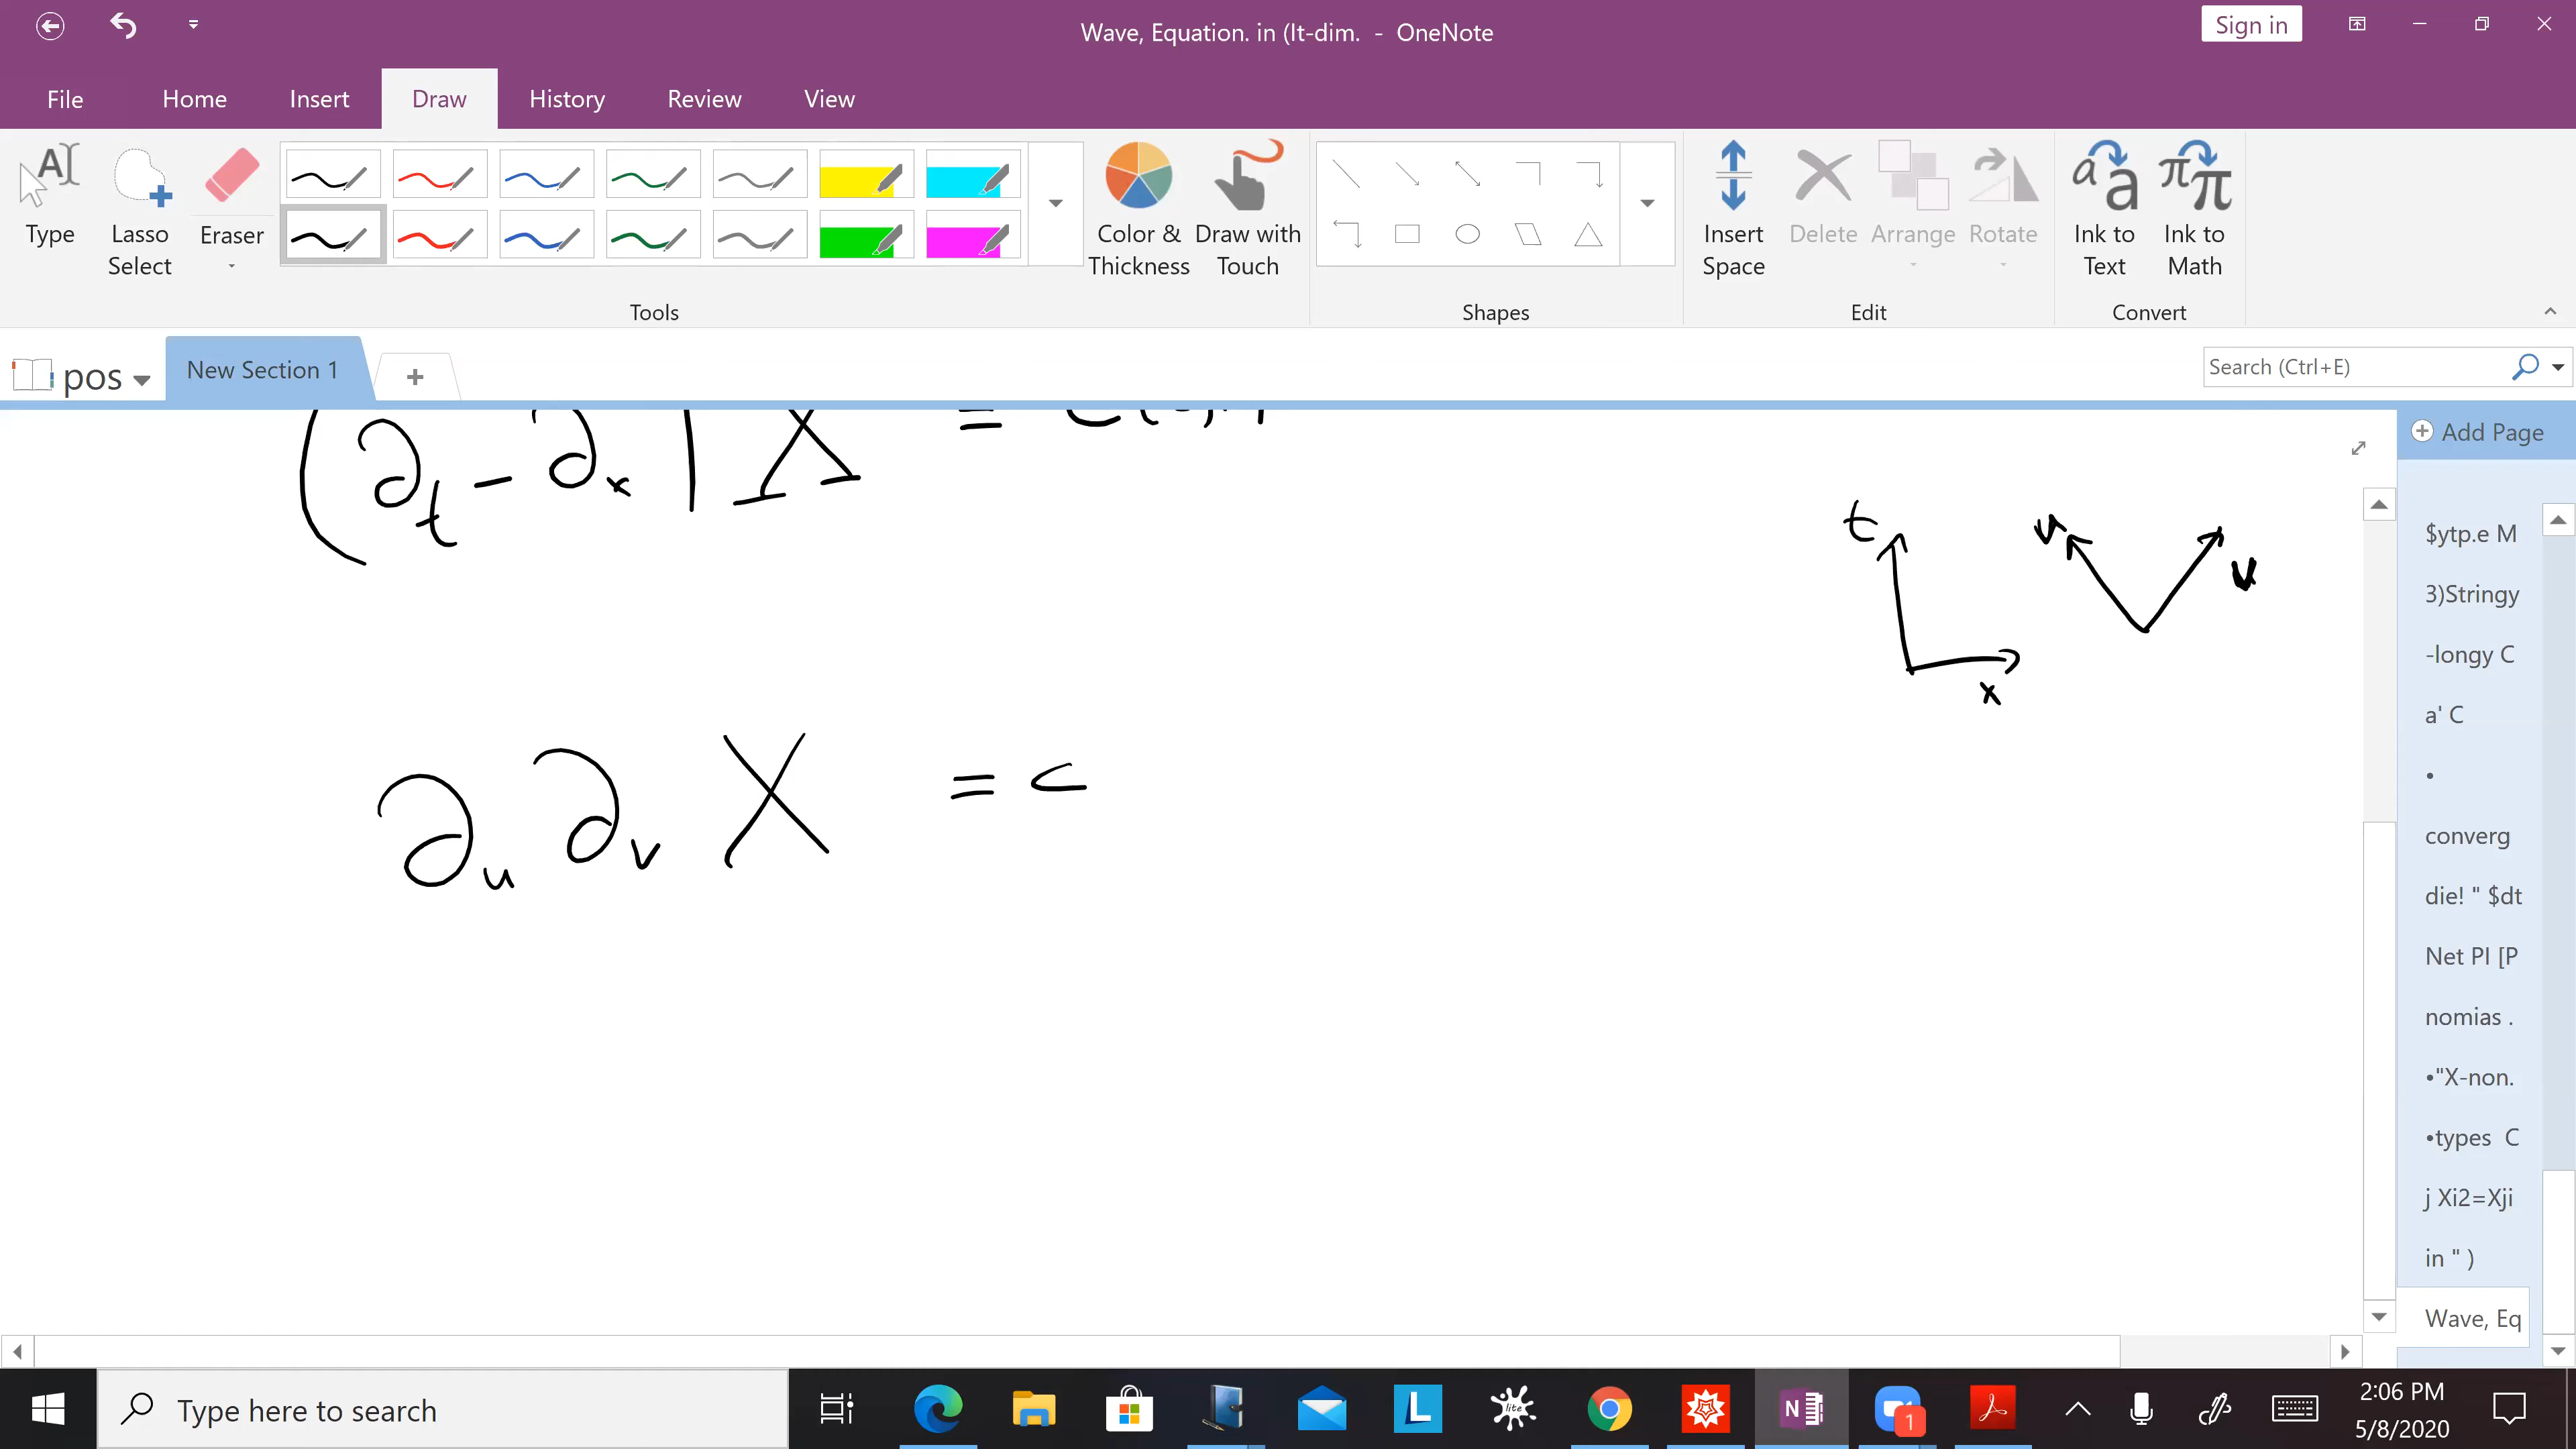 Wave, Equation. in (It-dim. - OneNote
Sign in
File Home Insert Draw History Review View
Type
Lasso Select
Eraser
Color & Thickness
Draw with Touch
Insert Space
Delete
Arrange
Rotate
Ink to Text
Ink to Math
Tools
Shapes
Edit
Convert
pos
New Section 1
+
Search (Ctrl+E)
Add Page
$ytp.e M
3)Stringy
-longy C
a' C
•
converg
die! " $dt
Net PI [P
nomias .
•"X-non.
•types C
j Xi2=Xji
in " )
Wave, Eq
(∂t - ∂x) X =
t
x
u
v
∂u ∂v X = c
Type here to search
L
lite
N
1
2:06 PM
5/8/2020